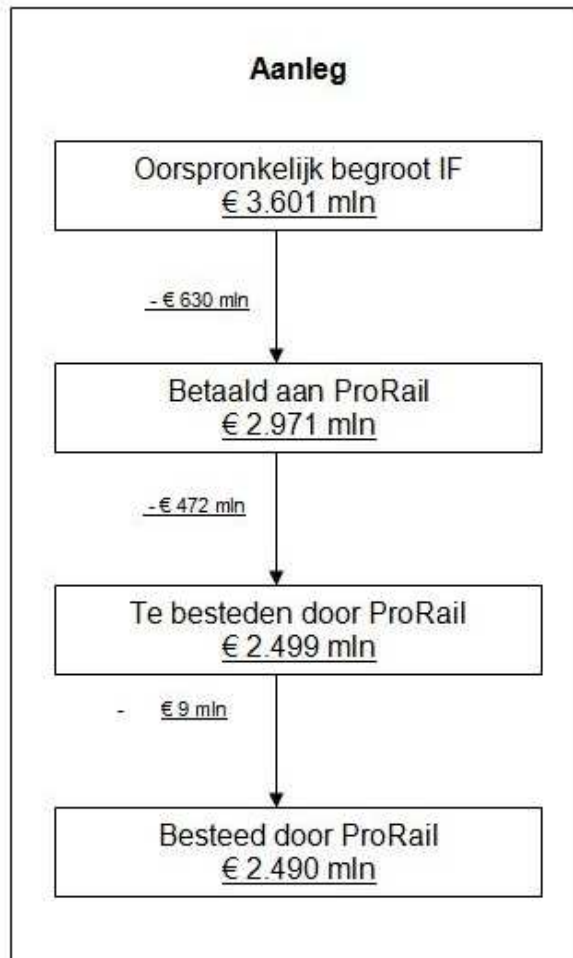 Aanleg
Oorspronkelijk begroot IF
€ 3.601 mln
- € 630 mln
Betaald aan ProRail
€ 2.971 mln
- € 472 mln
Te besteden door ProRail
€ 2.499 mln
- € 9 mln
Besteed door ProRail
€ 2.490 mln